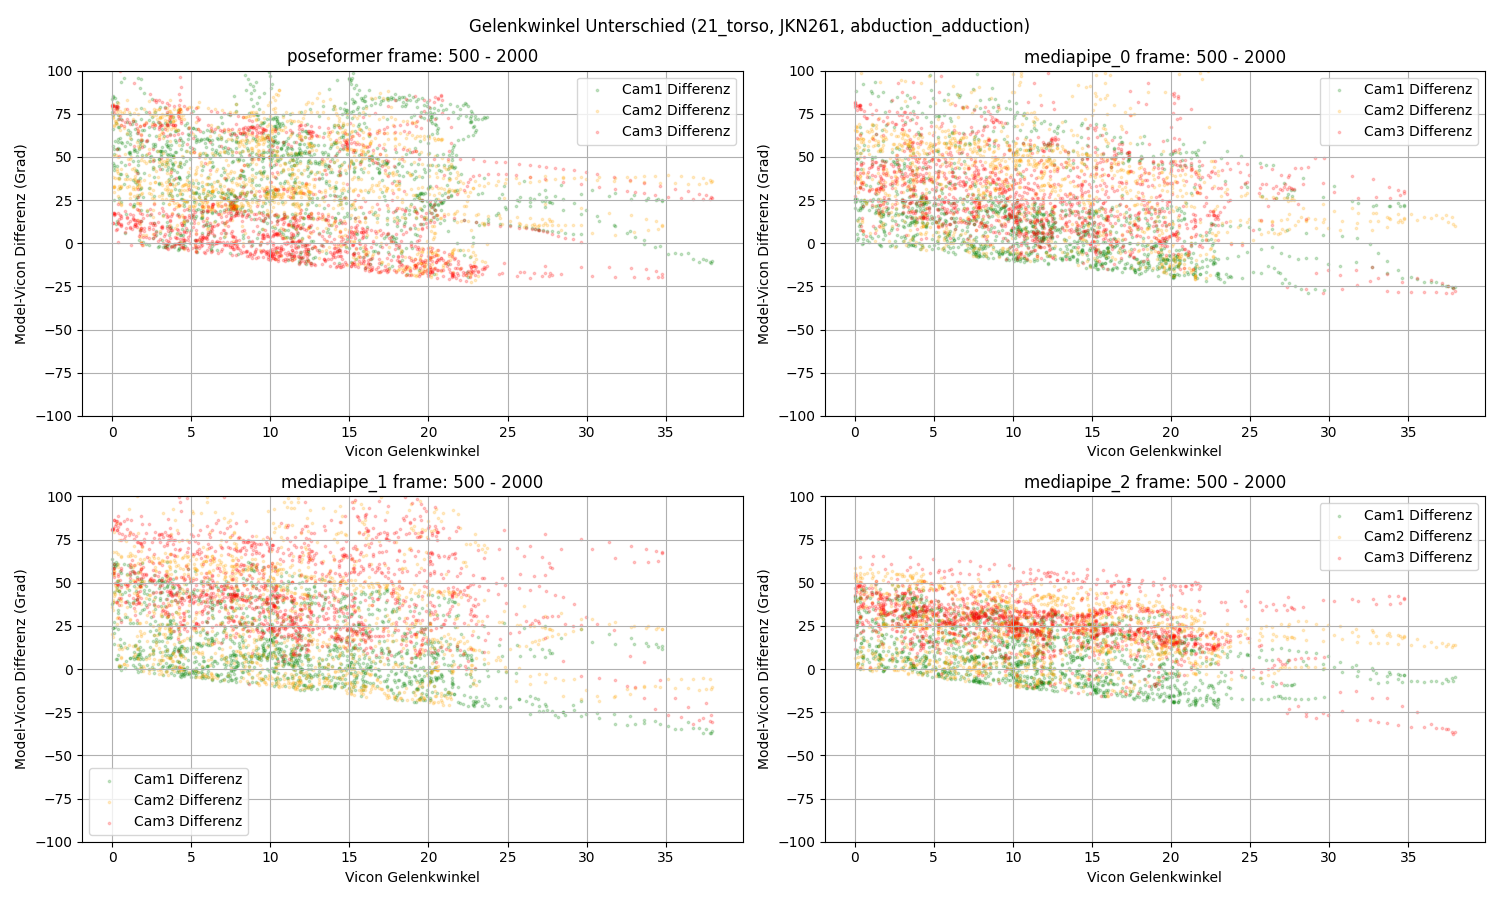 Gelenkwinkel Unterschied (21_torso, JKN261, abduction_adduction)
poseformer frame: 500 - 2000
100
75
50
25
0
−25
−50
−75
−100
Model-Vicon Differenz (Grad)
Cam1 Differenz
Cam2 Differenz
Cam3 Differenz
0 5 10 15 20 25 30 35
Vicon Gelenkwinkel
mediapipe_0 frame: 500 - 2000
100
75
50
25
0
−25
−50
−75
−100
Model-Vicon Differenz (Grad)
Cam1 Differenz
Cam2 Differenz
Cam3 Differenz
0 5 10 15 20 25 30 35
Vicon Gelenkwinkel
mediapipe_1 frame: 500 - 2000
100
75
50
25
0
−25
−50
−75
−100
Model-Vicon Differenz (Grad)
Cam1 Differenz
Cam2 Differenz
Cam3 Differenz
0 5 10 15 20 25 30 35
Vicon Gelenkwinkel
mediapipe_2 frame: 500 - 2000
100
75
50
25
0
−25
−50
−75
−100
Model-Vicon Differenz (Grad)
Cam1 Differenz
Cam2 Differenz
Cam3 Differenz
0 5 10 15 20 25 30 35
Vicon Gelenkwinkel